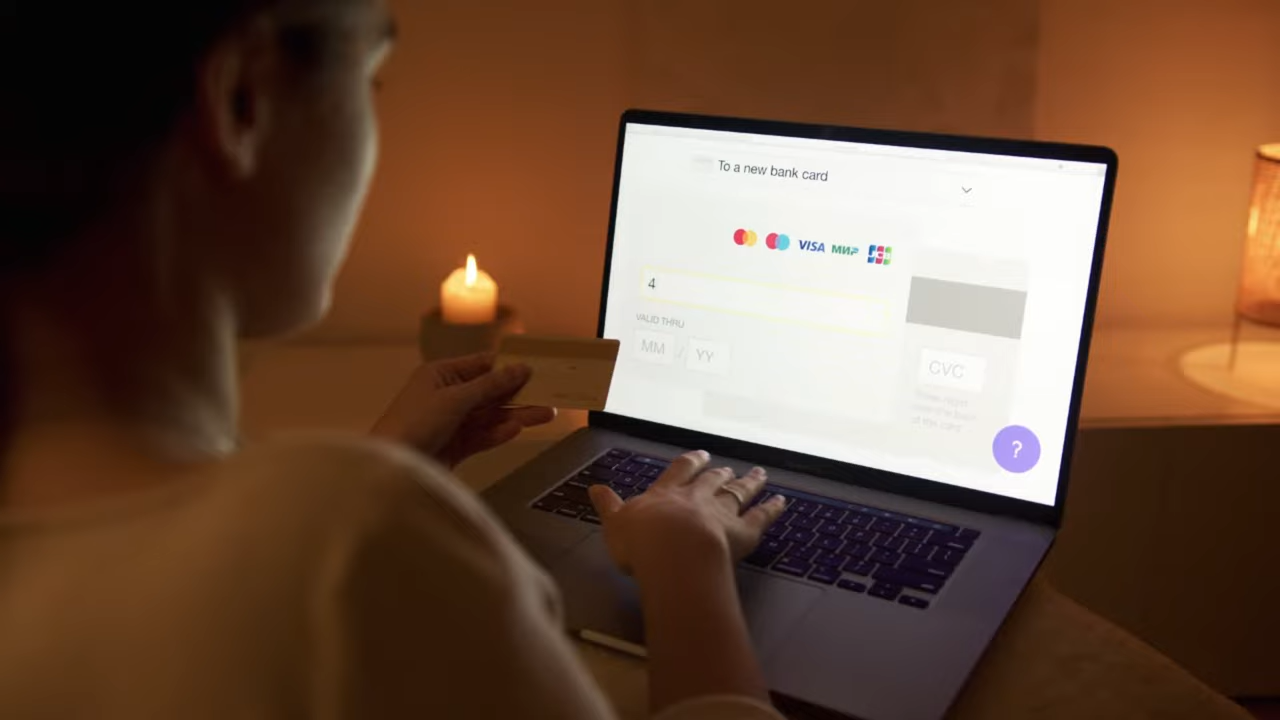 To a new bank card
VISA МИР JCB
4
VALID THRU
MM / YY
CVC
?